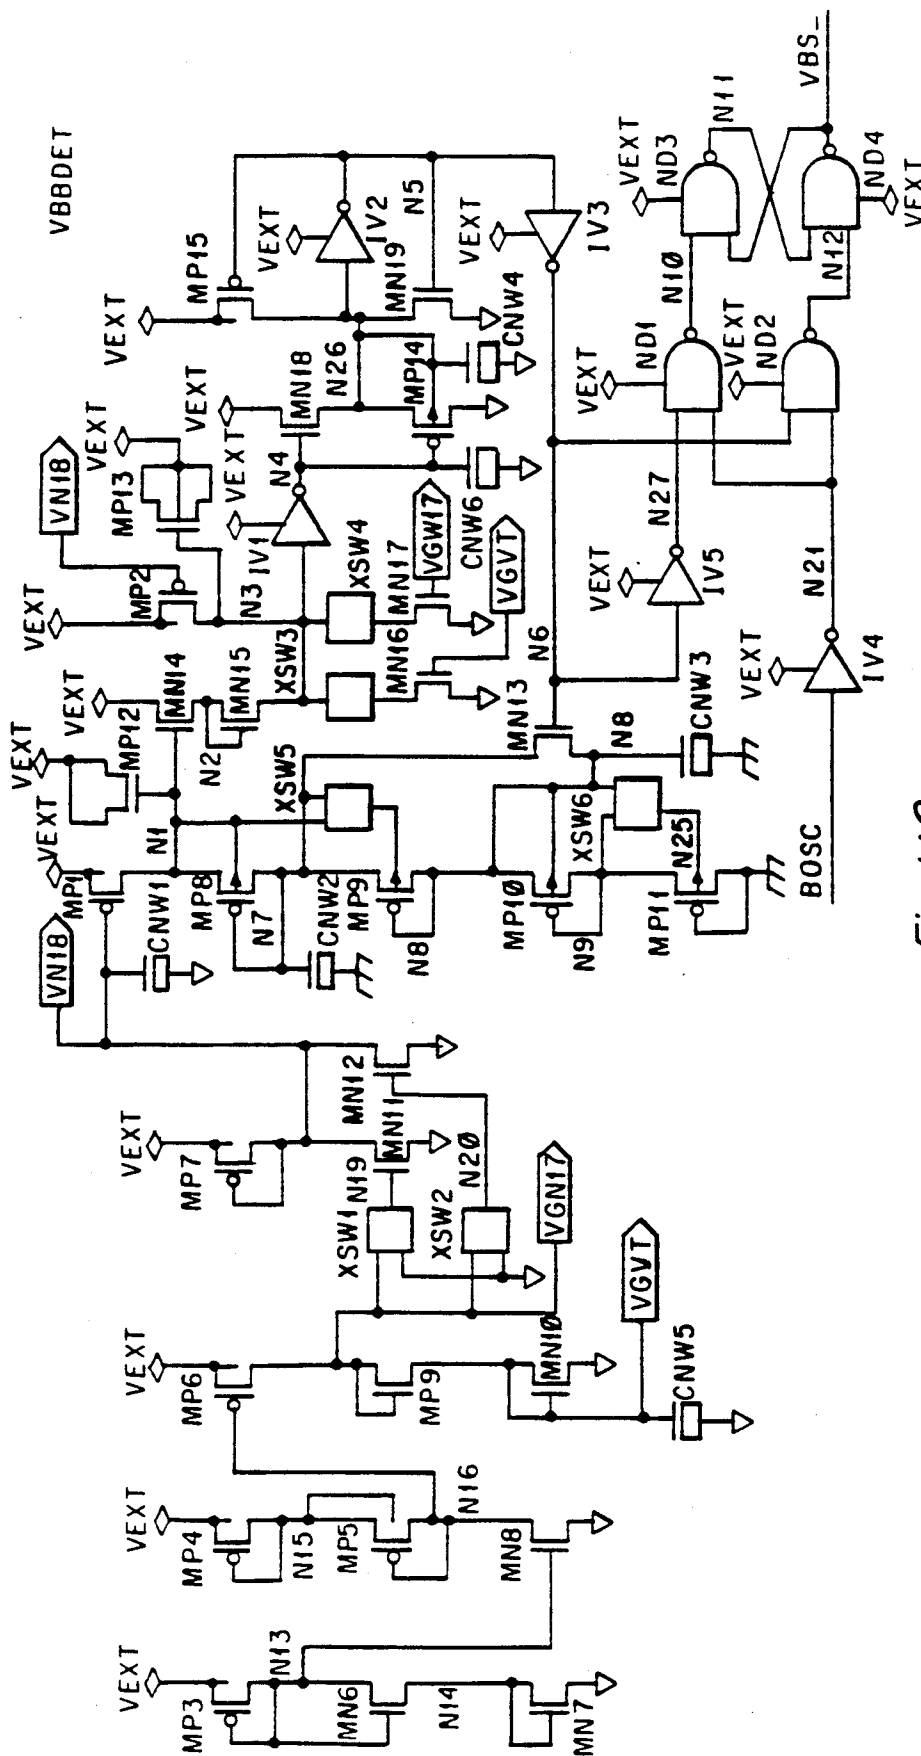 VBBDET
VN18
VN18
VEXT
VEXT
VEXT
VEXT
MP1
MP12
VEXT
MP2
MP13
VEXT
VEXT
VEXT
MP15
VEXT
MP3
VEXT
MP4
VEXT
MP6
VEXT
MP7
CNW1
N1
MN14
N2
MN15
N3
VEXT
IV1
N4
MN18
N26
VEXT
IV2
MP8
N7
XSW5
XSW3
XSW4
MP14
MN19
N5
N13
N15
MP5
CNW2
MP9
MN16
MN17
VGW17
CNW6
CNW4
MN6
N14
MN7
N16
MN8
MP9
MN10
XSW1
N19
MN11
MN12
XSW2
N20
N8
VGVT
VEXT
IV3
MN13
N6
VGN17
MP10
N9
XSW6
N8
VGVT
CNW5
MP11
N25
CNW3
VEXT
IV5
N27
VEXT
ND1
N10
VEXT
ND3
N11
VEXT
ND2
N12
ND4
VEXT
BOSC
VEXT
IV4
N21
VBS_